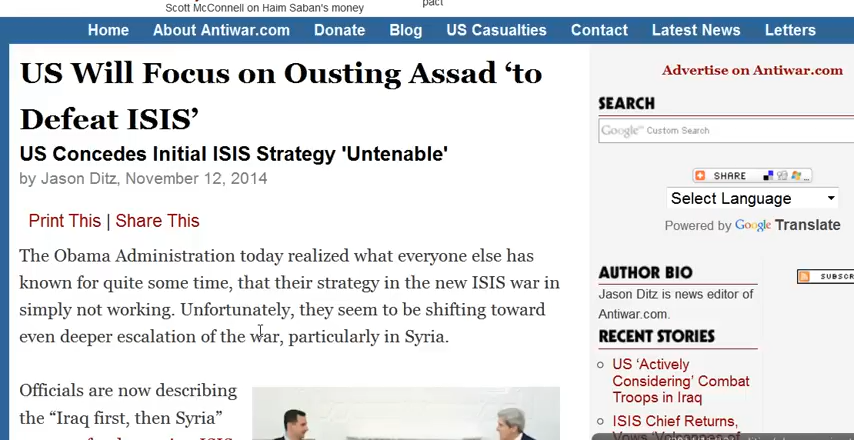 Scott McConnell on Haim Saban's money
pact
Home About Antiwar.com Donate Blog US Casualties Contact Latest News Letters
US Will Focus on Ousting Assad ‘to
Defeat ISIS’
US Concedes Initial ISIS Strategy 'Untenable'
by Jason Ditz, November 12, 2014
Print This | Share This
The Obama Administration today realized what everyone else has
known for quite some time, that their strategy in the new ISIS war in
simply not working. Unfortunately, they seem to be shifting toward
even deeper escalation of the war, particularly in Syria.
Officials are now describing
the “Iraq first, then Syria”
Advertise on Antiwar.com
SEARCH
Google™ Custom Search
SHARE
Select Language
Powered by Google Translate
AUTHOR BIO
SUBSCR
Jason Ditz is news editor of
Antiwar.com.
RECENT STORIES
US ‘Actively
Considering’ Combat
Troops in Iraq
ISIS Chief Returns,